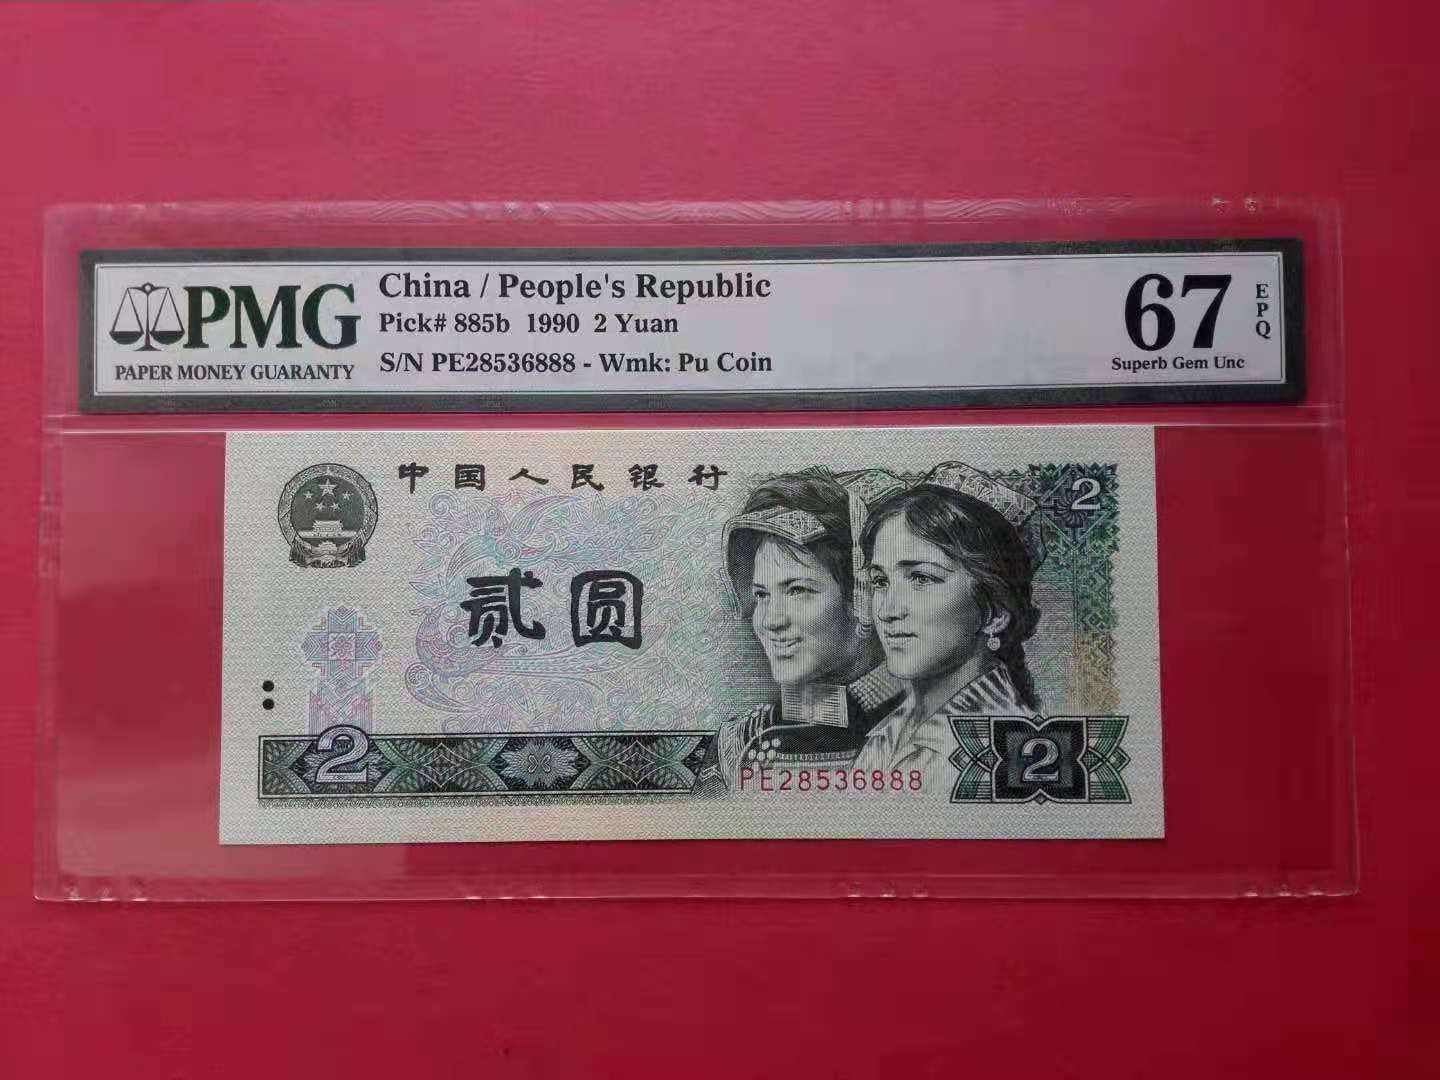 PMG
PAPER MONEY GUARANTY
China / People's Republic
Pick# 885b 1990 2 Yuan
S/N PE28536888 - Wmk: Pu Coin
67
EPQ
Superb Gem Unc
中国人民银行
2
贰圆
2
PE28536888
2